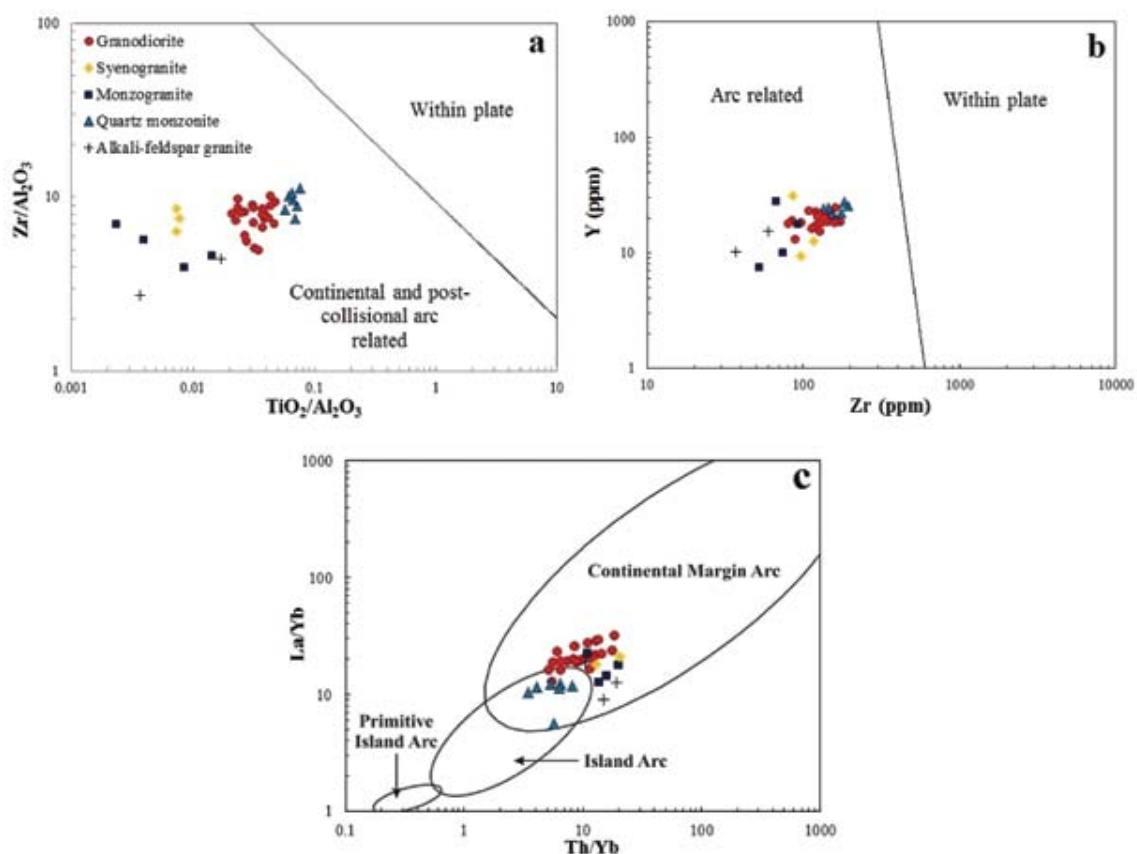 a
100
10
1
Zr/Al₂O₃
Granodiorite
Syenogranite
Monzogranite
Quartz monzonite
Alkali-feldspar granite
Within plate
Continental and post-
collisional arc
related
0.001
0.01
0.1
1
10
TiO₂/Al₂O₃
b
1000
100
10
1
Y (ppm)
Arc related
Within plate
10
100
1000
10000
Zr (ppm)
c
1000
100
10
1
La/Yb
Continental Margin Arc
Primitive
Island Arc
Island Arc
0.1
1
10
100
1000
Th/Yb